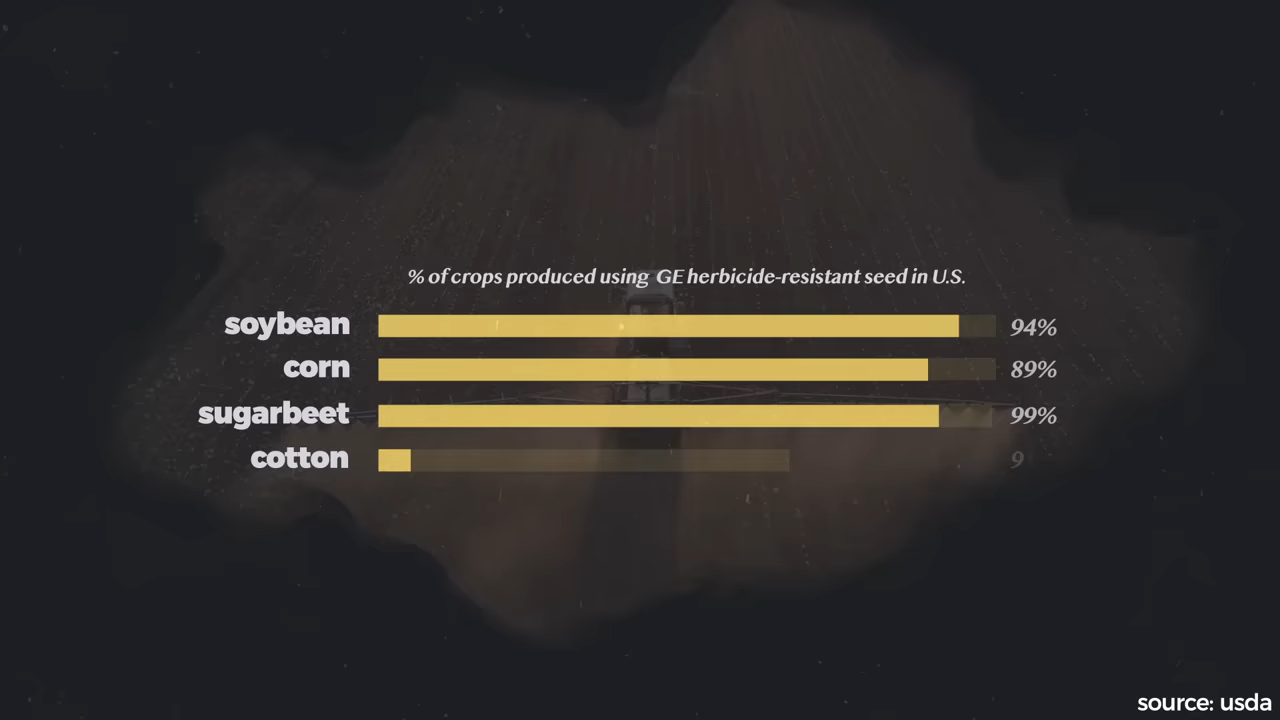 % of crops produced using GE herbicide-resistant seed in U.S.
soybean 94%
corn 89%
sugarbeet 99%
cotton 9
source: usda